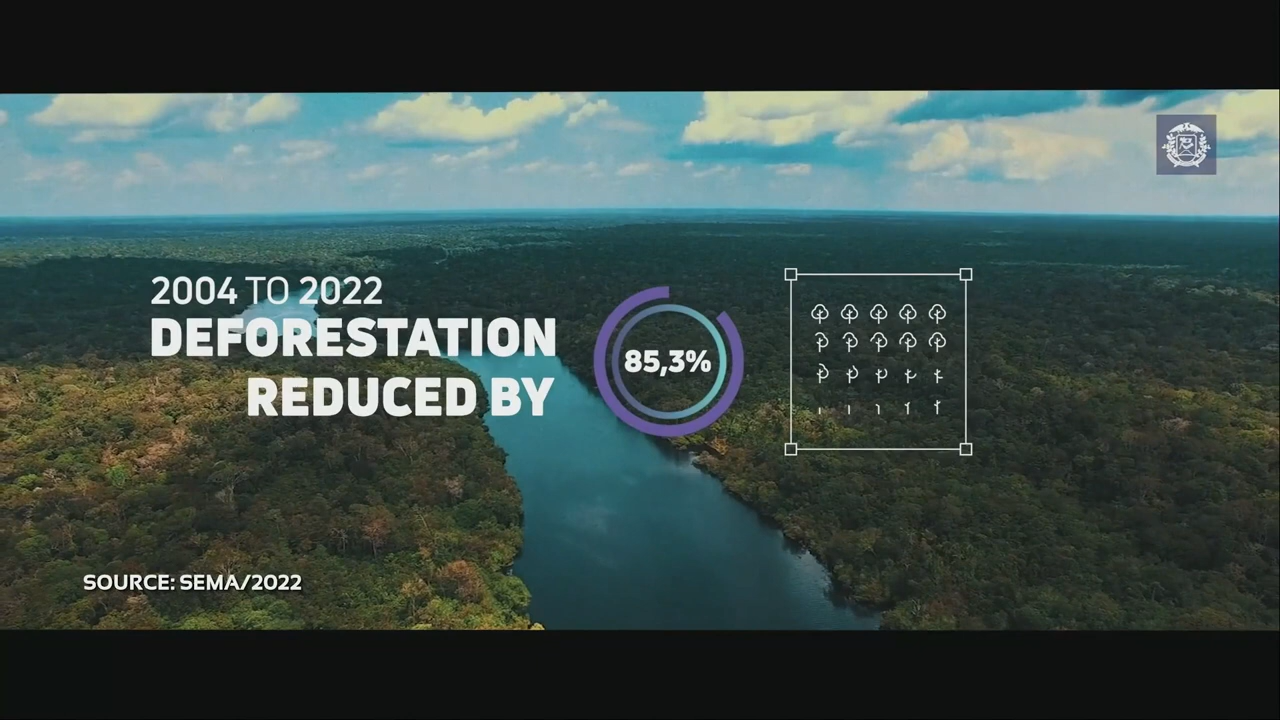 2004 TO 2022
DEFORESTATION
REDUCED BY
85,3%
SOURCE: SEMA/2022